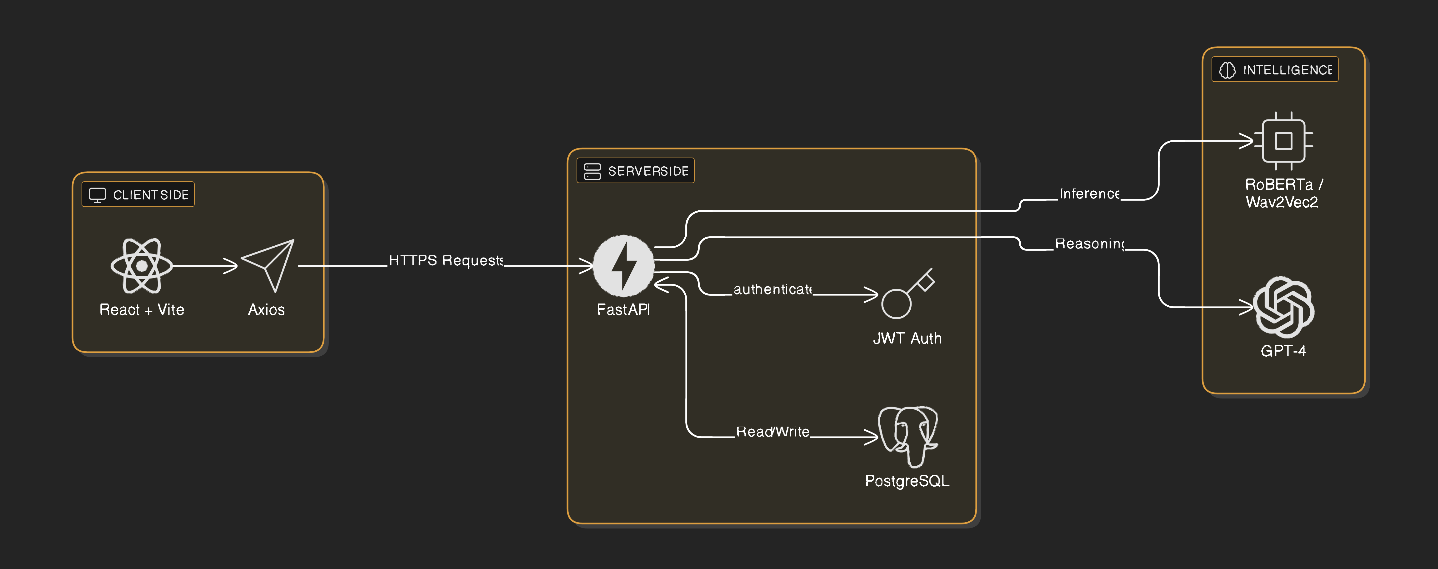 CLIENTSIDE
React + Vite
Axios
HTTPS Requests
SERVERSIDE
FastAPI
authenticate
JWT Auth
Read/Write
PostgreSQL
Inference
Reasoning
INTELLIGENCE
RoBERTa /
Wav2Vec2
GPT-4